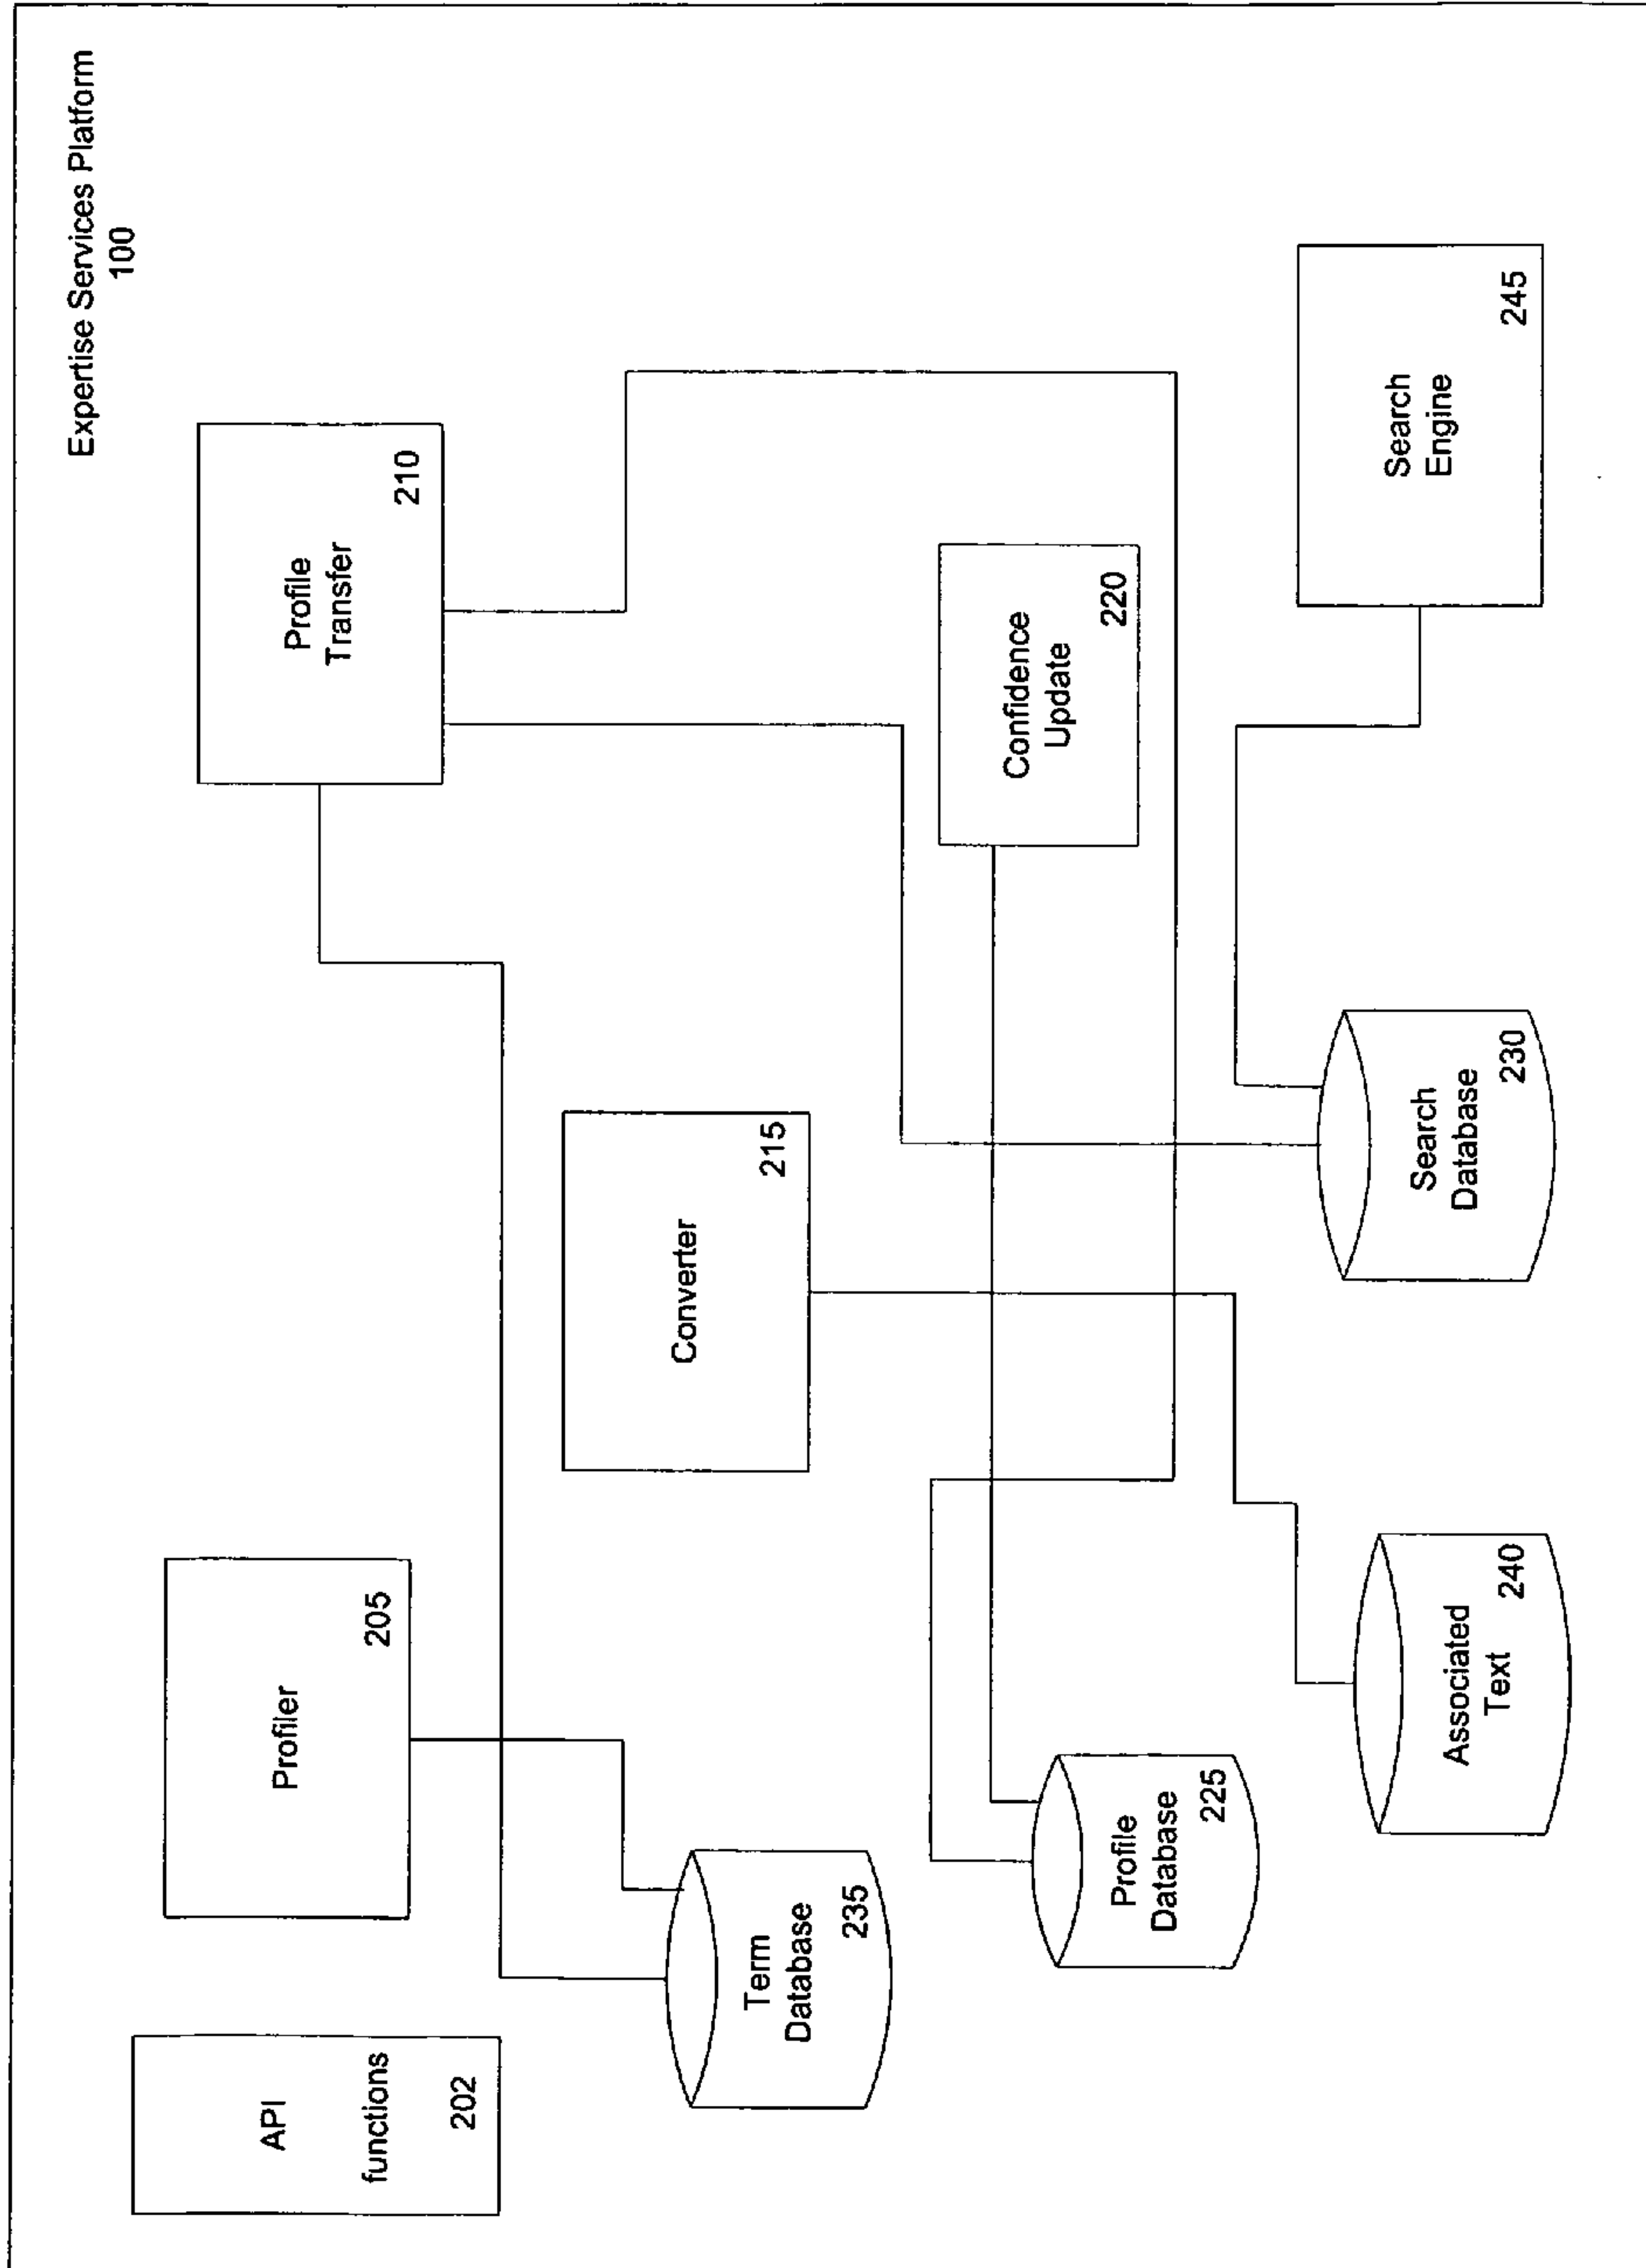 Expertise Services Platform
100
API
functions
202
Profiler
205
Profile
Transfer
210
Converter
215
Term
Database
235
Confidence
Update
220
Profile
Database
225
Associated
Text
240
Search
Database
230
Search
Engine
245